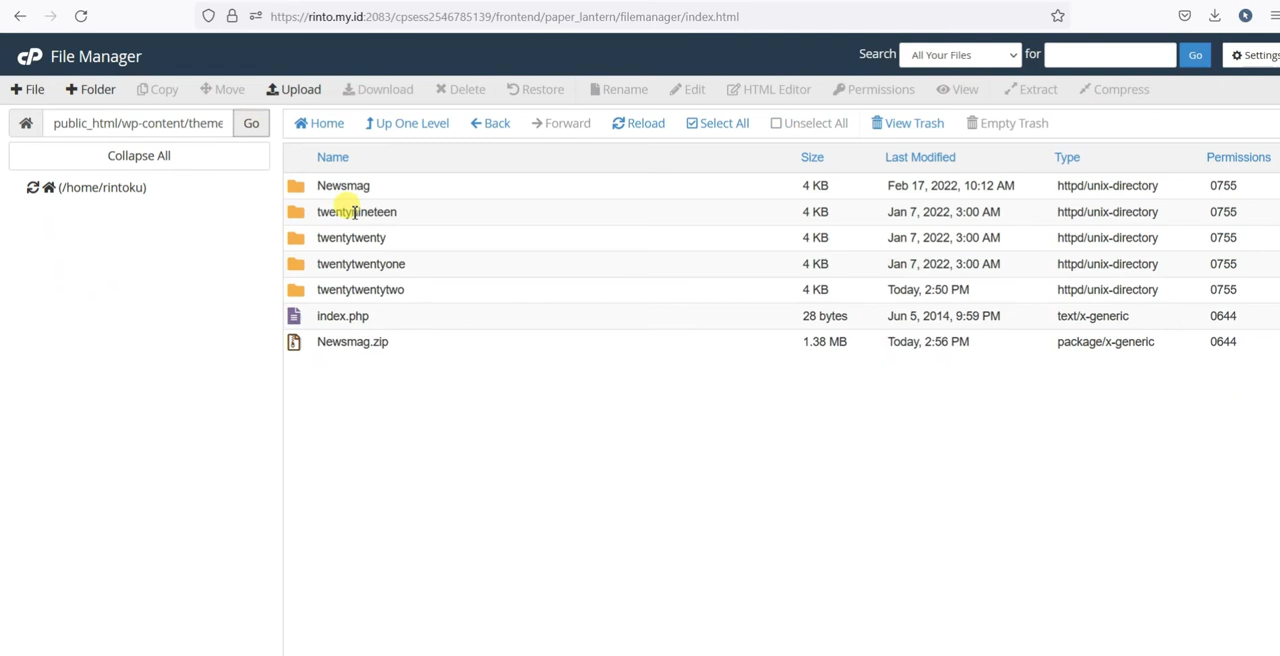 https://rinto.my.id:2083/cpsess2546785139/frontend/paper_lantern/filemanager/index.html
cP File Manager
Search All Your Files for Go Settings
File Folder Copy Move Upload Download Delete Restore Rename Edit HTML Editor Permissions View Extract Compress
public_html/wp-content/theme Go Home Up One Level Back Forward Reload Select All Unselect All View Trash Empty Trash
Collapse All
(/home/rintoku)
Name Size Last Modified Type Permissions
Newsmag 4 KB Feb 17, 2022, 10:12 AM httpd/unix-directory 0755
twentynineteen 4 KB Jan 7, 2022, 3:00 AM httpd/unix-directory 0755
twentytwenty 4 KB Jan 7, 2022, 3:00 AM httpd/unix-directory 0755
twentytwentyone 4 KB Jan 7, 2022, 3:00 AM httpd/unix-directory 0755
twentytwentytwo 4 KB Today, 2:50 PM httpd/unix-directory 0755
index.php 28 bytes Jun 5, 2014, 9:59 PM text/x-generic 0644
Newsmag.zip 1.38 MB Today, 2:56 PM package/x-generic 0644